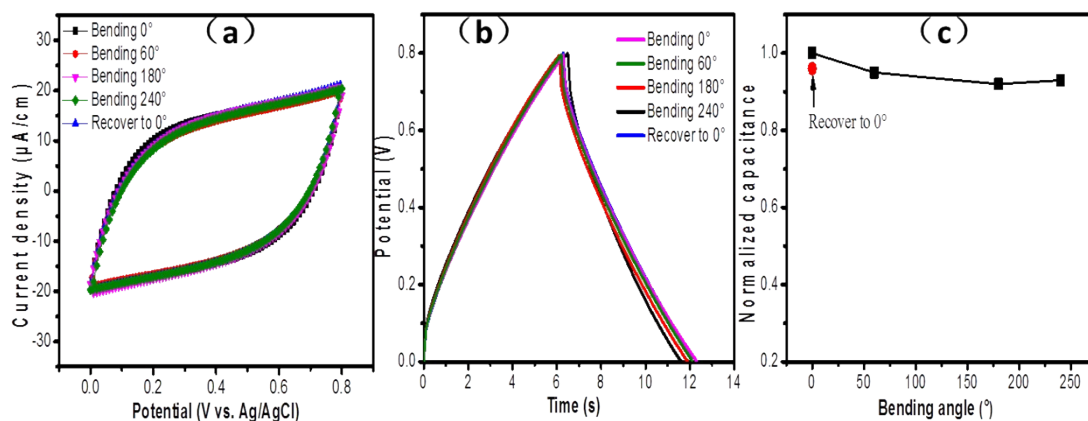 (a)
Bending 0°
Bending 60°
Bending 180°
Bending 240°
Recover to 0°
30
20
10
0
-10
-20
-30
Current density (μA/cm)
0.0 0.2 0.4 0.6 0.8
Potential (V vs. Ag/AgCl)
(b)
Bending 0°
Bending 60°
Bending 180°
Bending 240°
Recover to 0°
0.8
0.6
0.4
0.2
0.0
Potential (V)
0 2 4 6 8 10 12 14
Time (s)
(c)
1.0
0.8
0.6
0.4
0.2
Normalized capacitance
Recover to 0°
0 50 100 150 200 250
Bending angle (°)